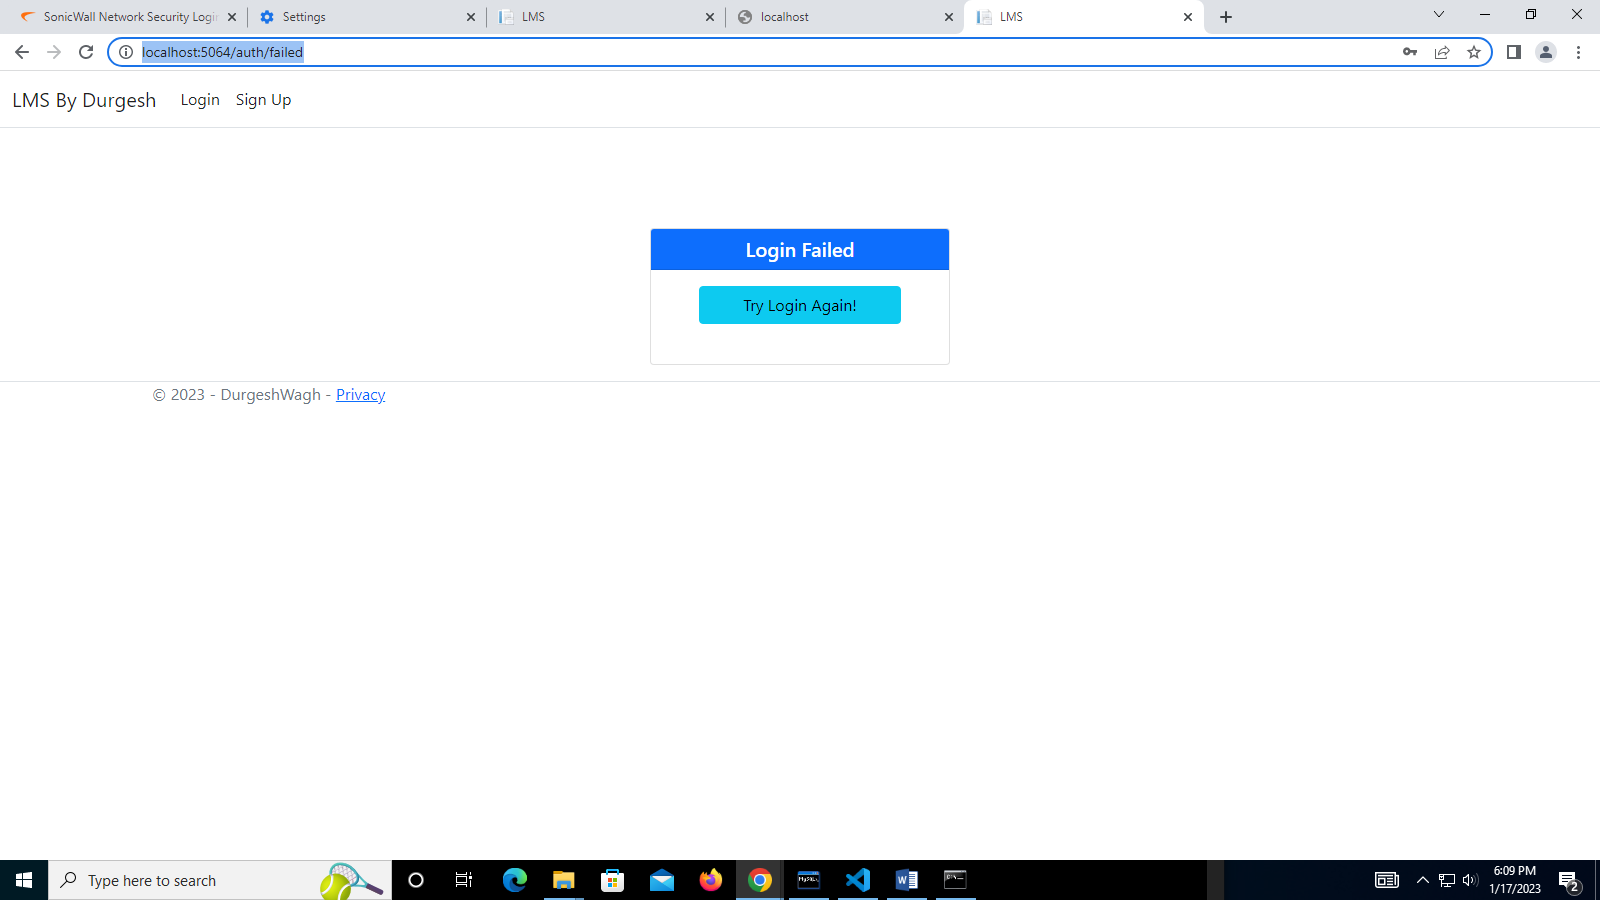 SonicWall Network Security Login
Settings
LMS
localhost
LMS
localhost:5064/auth/failed
LMS By Durgesh
Login
Sign Up
Login Failed
Try Login Again!
© 2023 - DurgeshWagh - Privacy
Type here to search
6:09 PM
1/17/2023
2